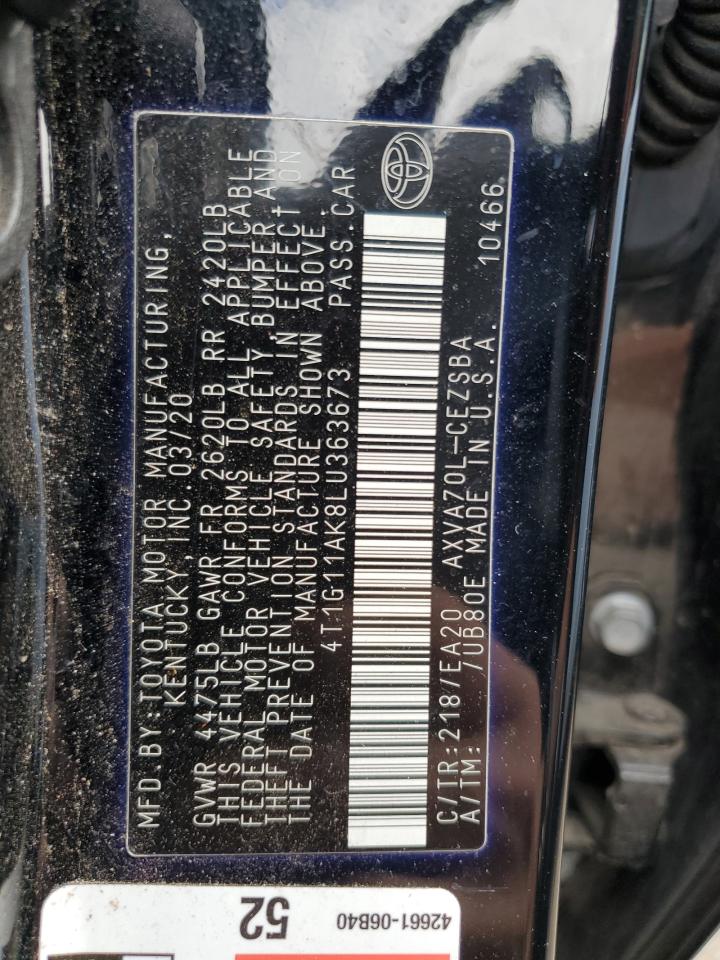 MFD.BY:TOYOTA MOTOR MANUFACTURING,
KENTUCKY,INC.03/20
GVWR 4475LB GAWR FR 2620LB RR 2420LB
THIS VEHICLE CONFORMS TO ALL APPLICABLE
FEDERAL MOTOR VEHICLE SAFETY,BUMPER AND
THEFT PREVENTION STANDARDS IN EFFECT ON
THE DATE OF MANUFACTURE SHOWN ABOVE.
4T1G11AK8LU363673 PASS.CAR
C/TR:218/EA20 AXVA70L-CEZSBA 10466
A/TM: /UB80E MADE IN U.S.A.
52
42661-06B40